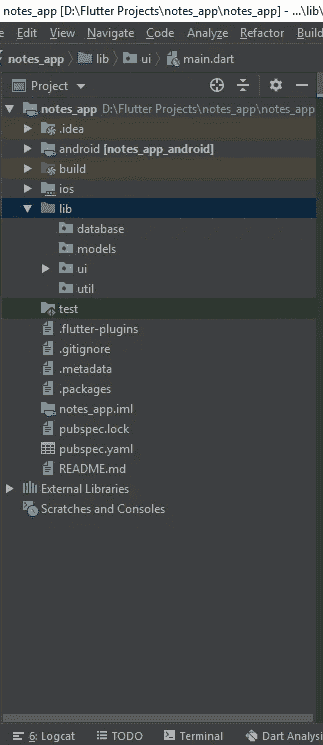 notes_app [D:\Flutter Projects\notes_app\notes_app] - ...\lib\
Edit View Navigate Code Analyze Refactor Build
notes_app lib ui main.dart
Project
notes_app D:\Flutter Projects\notes_app\notes_app
.idea
android [notes_app_android]
build
ios
lib
database
models
ui
util
test
.flutter-plugins
.gitignore
.metadata
.packages
notes_app.iml
pubspec.lock
pubspec.yaml
README.md
External Libraries
Scratches and Consoles
6: Logcat TODO Terminal Dart Analysi